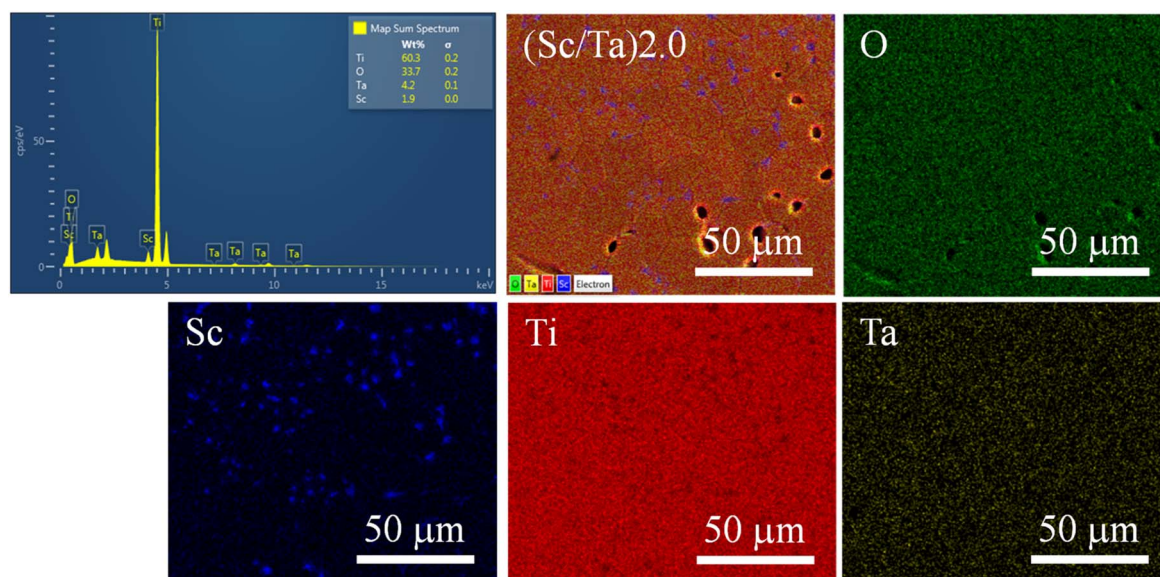 Map Sum Spectrum
Wt% σ
Ti 60.3 0.2
O 33.7 0.2
Ta 4.2 0.1
Sc 1.9 0.0
Ti
O
T
Sc
Ta
Sc
Ta
Ta
Ta
Ta
cps/eV
50
0
0
5
10
15
keV
(Sc/Ta)2.0
50 μm
O Ta Ti Sc Electron
O
50 μm
Sc
50 μm
Ti
50 μm
Ta
50 μm